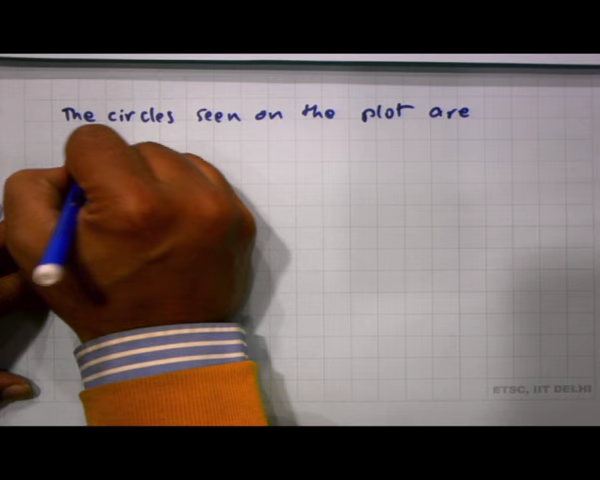 The circles seen on the plot are
ETSC, IIT DELHI